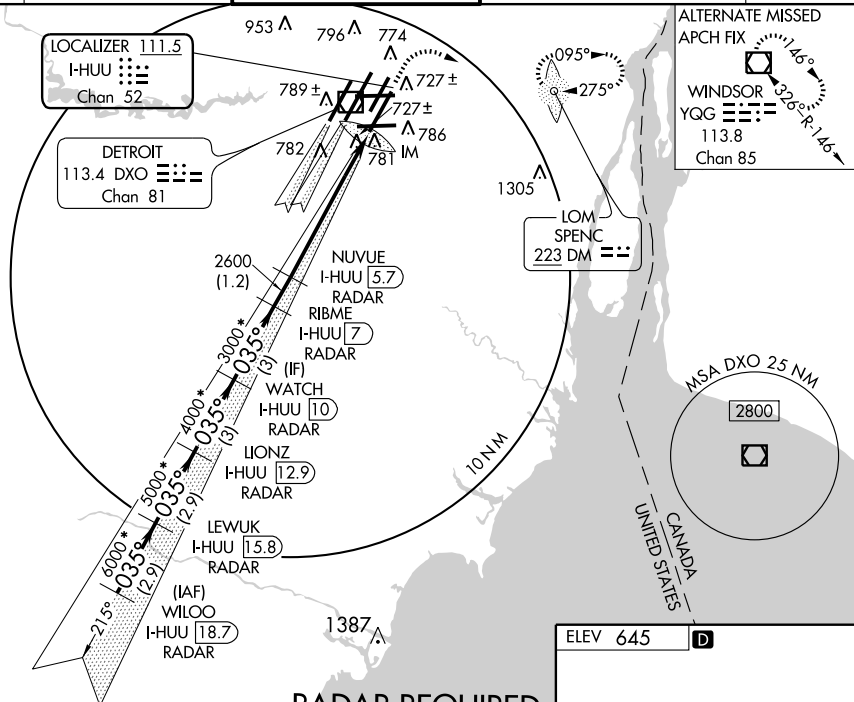 953
796
774
LOCALIZER 111.5
I-HUU
Chan 52
789 ±
727 ±
727 ±
786
782
781
IM
DETROIT
113.4 DXO
Chan 81
095°
275°
1305
LOM
SPENC
223 DM
ALTERNATE MISSED
APCH FIX
146°
326°
R-146
WINDSOR
YQG
113.8
Chan 85
2600
(1.2)
NUVUE
I-HUU 5.7
RADAR
RIBME
I-HUU 7
RADAR
3000*
035°
(3)
(IF)
WATCH
I-HUU 10
RADAR
4000*
035°
(3)
LIONZ
I-HUU 12.9
RADAR
5000*
035°
(2.9)
LEWUK
I-HUU 15.8
RADAR
6000*
035°
(2.9)
(IAF)
WILOO
I-HUU 18.7
RADAR
215°
10 NM
MSA DXO 25 NM
2800
CANADA
UNITED STATES
1387
ELEV 645
D
RADAR REQUIRED